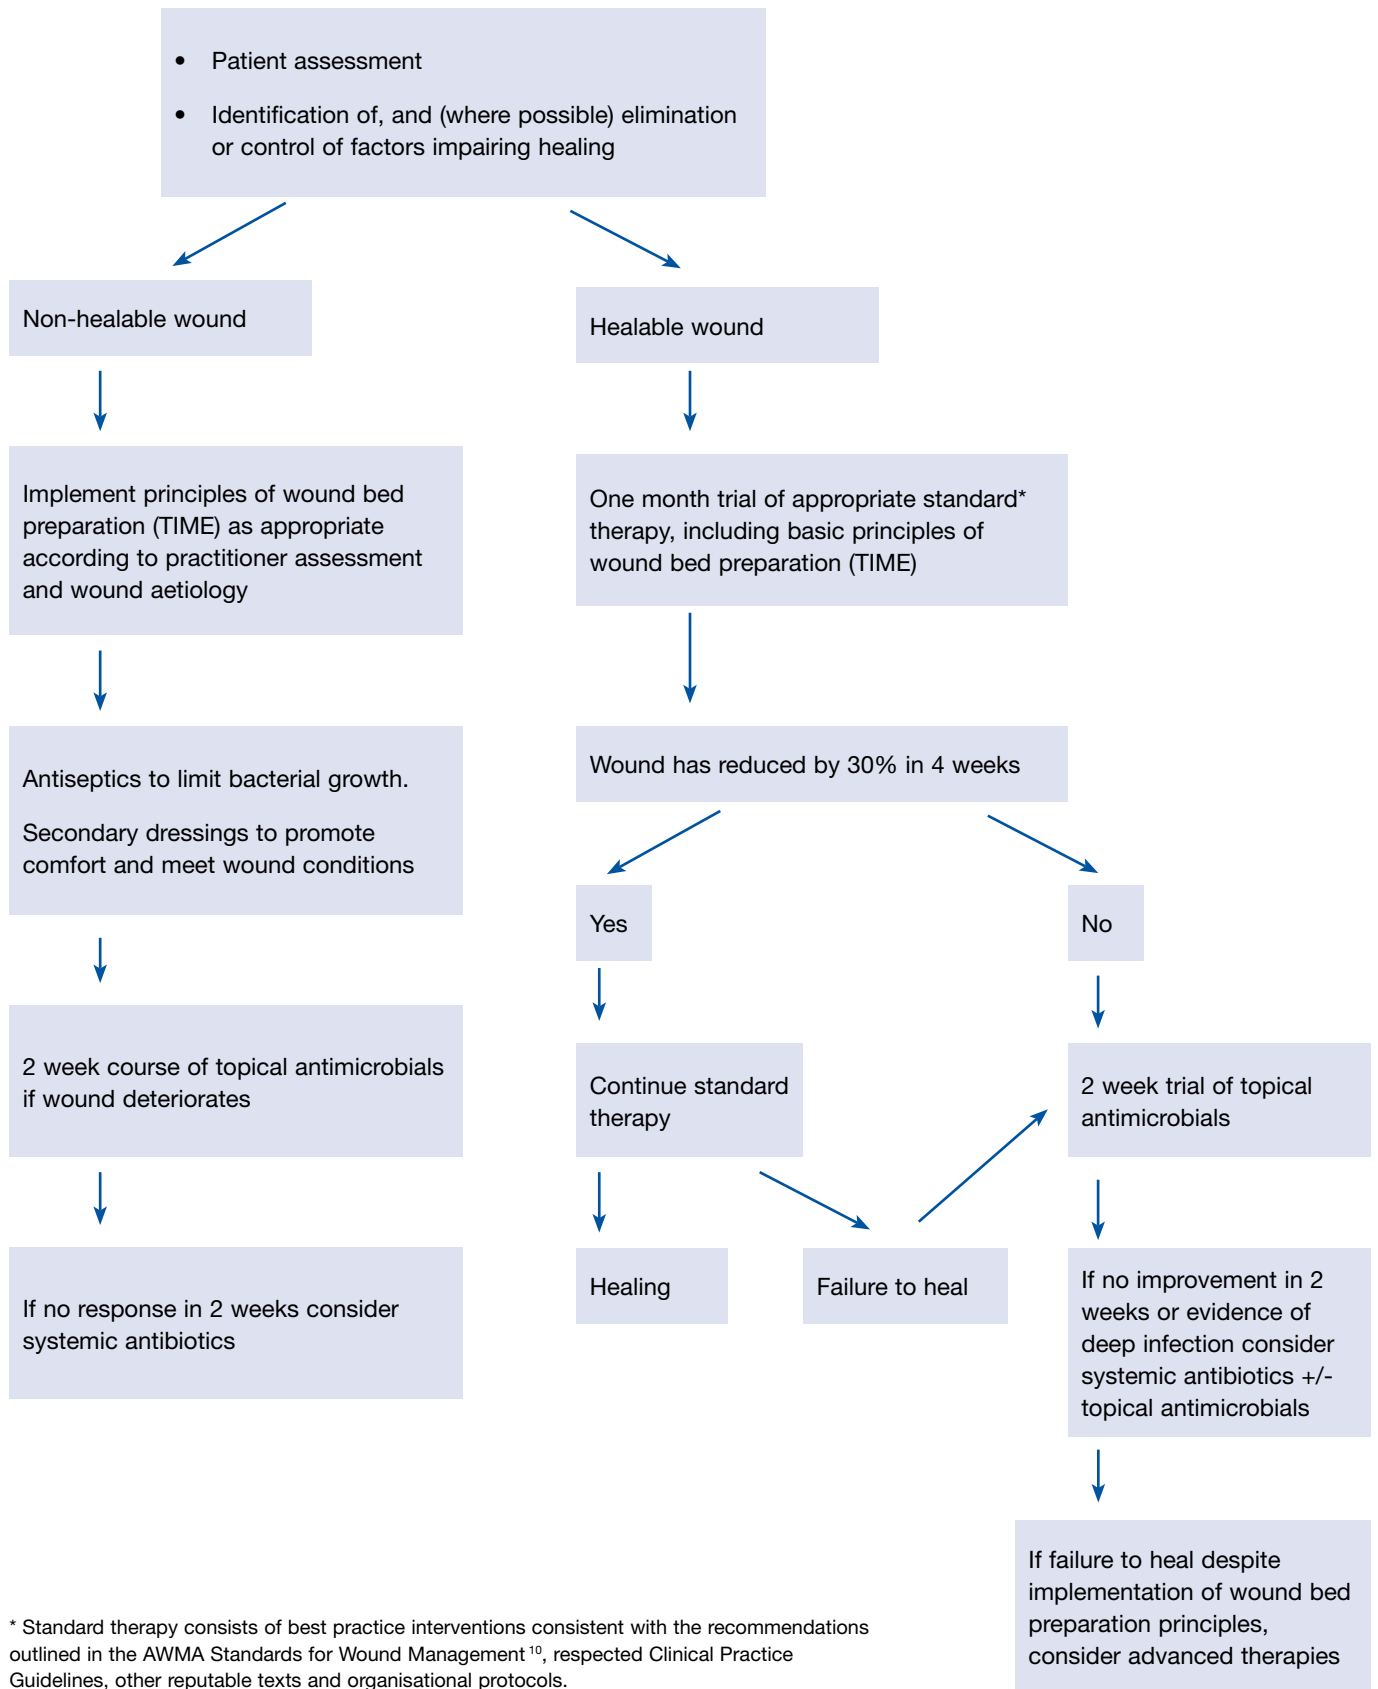 • Patient assessment
• Identification of, and (where possible) elimination
or control of factors impairing healing
Non-healable wound
Implement principles of wound bed
preparation (TIME) as appropriate
according to practitioner assessment
and wound aetiology
Antiseptics to limit bacterial growth.
Secondary dressings to promote
comfort and meet wound conditions
2 week course of topical antimicrobials
if wound deteriorates
If no response in 2 weeks consider
systemic antibiotics
Healable wound
One month trial of appropriate standard*
therapy, including basic principles of
wound bed preparation (TIME)
Wound has reduced by 30% in 4 weeks
Yes
Continue standard
therapy
Healing
Failure to heal
No
2 week trial of topical
antimicrobials
If no improvement in 2
weeks or evidence of
deep infection consider
systemic antibiotics +/-
topical antimicrobials
If failure to heal despite
implementation of wound bed
preparation principles,
consider advanced therapies
* Standard therapy consists of best practice interventions consistent with the recommendations
outlined in the AWMA Standards for Wound Management ¹⁰, respected Clinical Practice
Guidelines, other reputable texts and organisational protocols.